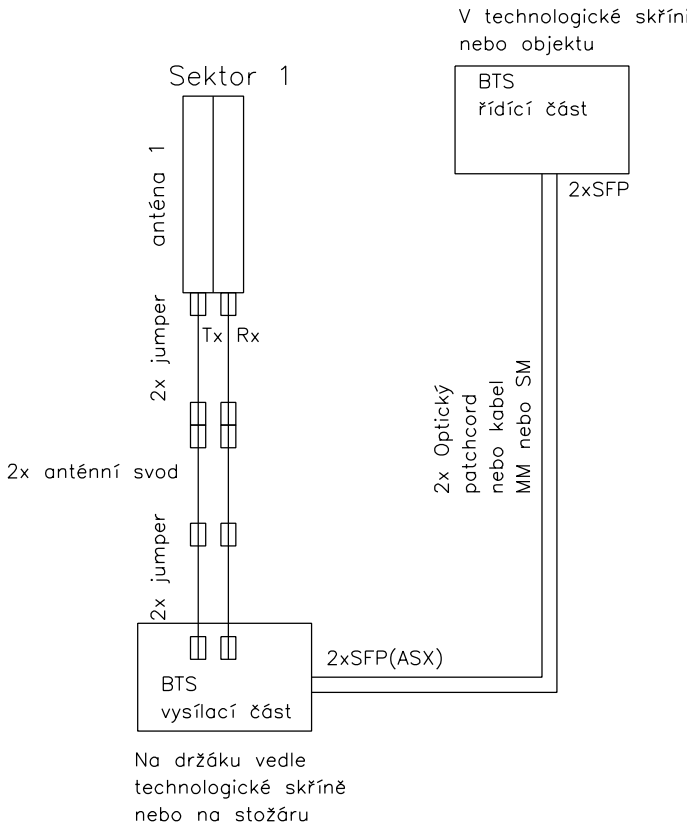 V technologické skříni
nebo objektu
BTS
řídící část
2xSFP
Sektor 1
anténa 1
2x jumper
Tx
Rx
2x anténní svod
2x jumper
2x Optický
patchcord
nebo kabel
MM nebo SM
2xSFP(ASX)
BTS
vysílací část
Na držáku vedle
technologické skříně
nebo na stožáru